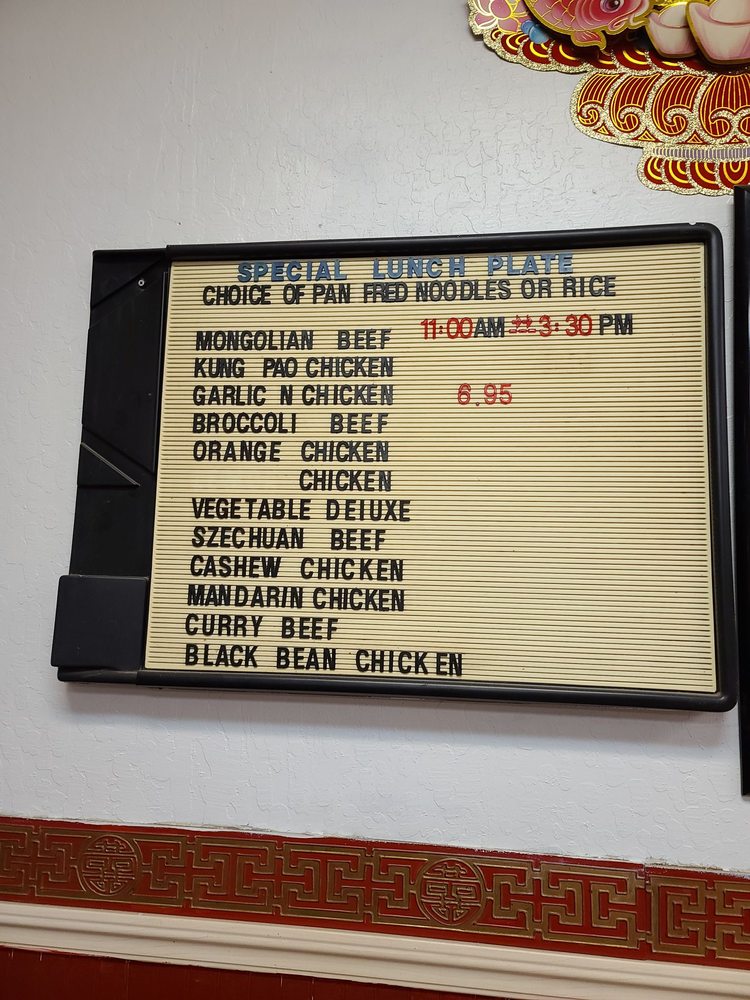 SPECIAL LUNCH PLATE
CHOICE OF PAN FRED NOODLES OR RICE
11:00AM 3:30 PM
MONGOLIAN BEEF
KUNG PAO CHICKEN
GARLIC N CHICKEN 6.95
BROCCOLI BEEF
ORANGE CHICKEN
CHICKEN
VEGETABLE DEIUXE
SZECHUAN BEEF
CASHEW CHICKEN
MANDARIN CHICKEN
CURRY BEEF
BLACK BEAN CHICKEN